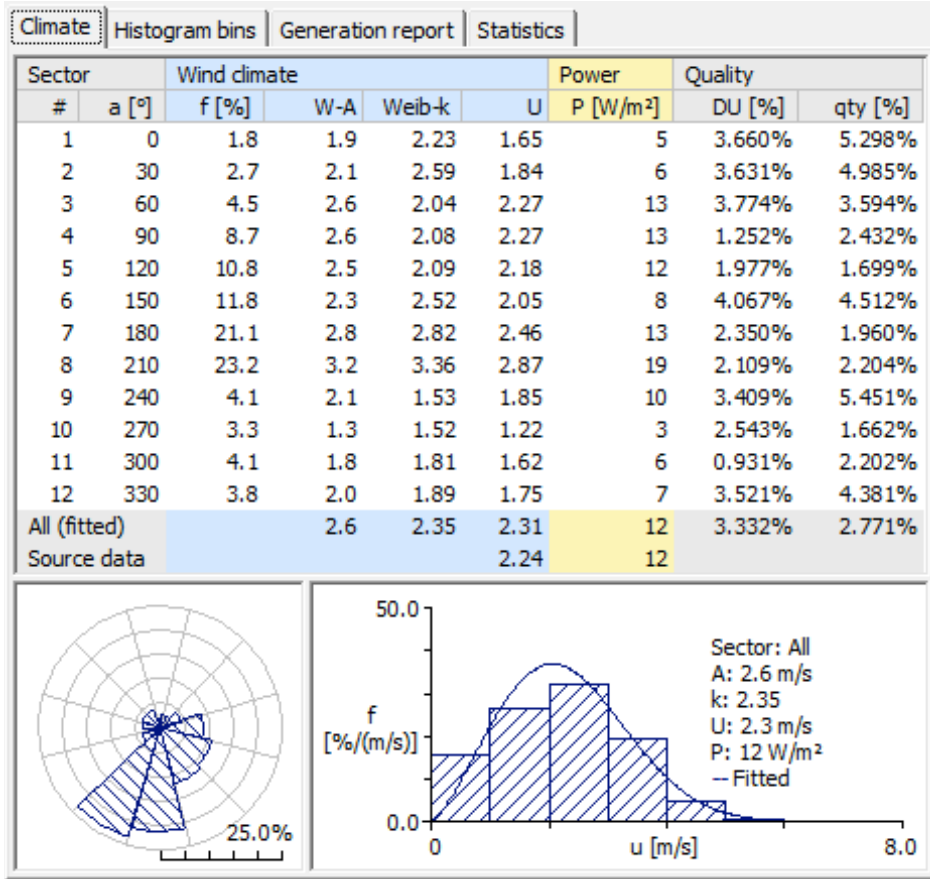 Climate Histogram bins Generation report Statistics
Sector Wind climate Power Quality
# a [°] f [%] W-A Weib-k U P [W/m²] DU [%] qty [%]
1 0 1.8 1.9 2.23 1.65 5 3.660% 5.298%
2 30 2.7 2.1 2.59 1.84 6 3.631% 4.985%
3 60 4.5 2.6 2.04 2.27 13 3.774% 3.594%
4 90 8.7 2.6 2.08 2.27 13 1.252% 2.432%
5 120 10.8 2.5 2.09 2.18 12 1.977% 1.699%
6 150 11.8 2.3 2.52 2.05 8 4.067% 4.512%
7 180 21.1 2.8 2.82 2.46 13 2.350% 1.960%
8 210 23.2 3.2 3.36 2.87 19 2.109% 2.204%
9 240 4.1 2.1 1.53 1.85 10 3.409% 5.451%
10 270 3.3 1.3 1.52 1.22 3 2.543% 1.662%
11 300 4.1 1.8 1.81 1.62 6 0.931% 2.202%
12 330 3.8 2.0 1.89 1.75 7 3.521% 4.381%
All (fitted) 2.6 2.35 2.31 12 3.332% 2.771%
Source data 2.24 12
25.0%
50.0
f
[%/(m/s)]
0.0
0 u [m/s] 8.0
Sector: All
A: 2.6 m/s
k: 2.35
U: 2.3 m/s
P: 12 W/m²
-- Fitted